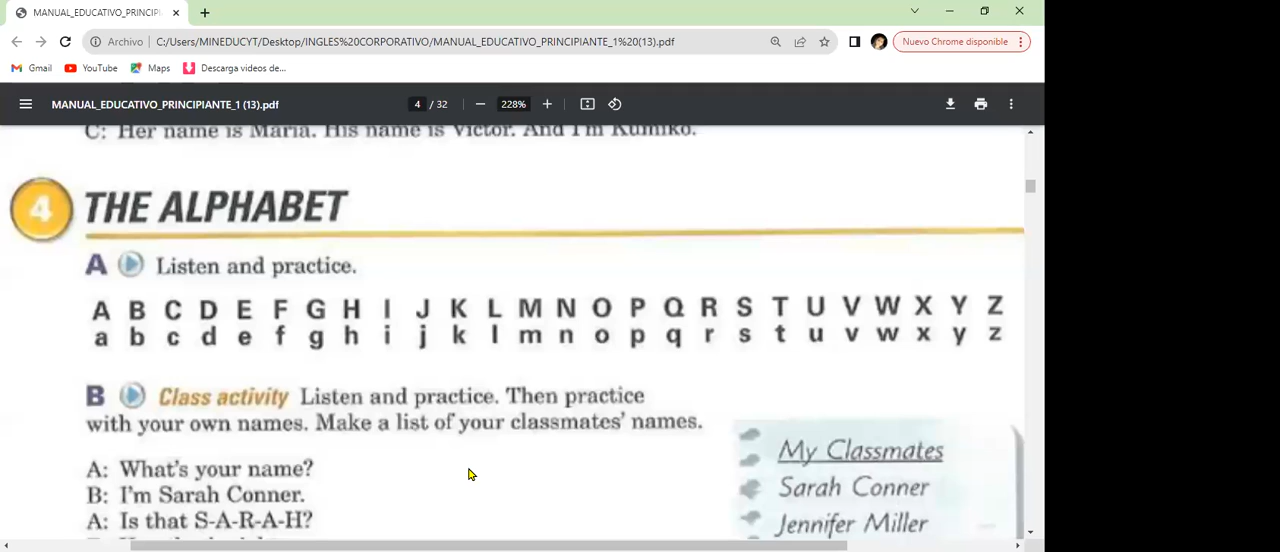 MANUAL_EDUCATIVO_PRINCIPI
Archivo C:/Users/MINEDUCYT/Desktop/INGLES%20CORPORATIVO/MANUAL_EDUCATIVO_PRINCIPIANTE_1%20(13).pdf Nuevo Chrome disponible
Gmail YouTube Maps Descarga videos de...
MANUAL_EDUCATIVO_PRINCIPIANTE_1 (13).pdf 4 / 32 228%
C: Her name is Maria. His name is Victor. And I'm Kumiko.
4 THE ALPHABET
A Listen and practice.
A B C D E F G H I J K L M N O P Q R S T U V W X Y Z
a b c d e f g h i j k l m n o p q r s t u v w x y z
B Class activity Listen and practice. Then practice
with your own names. Make a list of your classmates' names.
A: What's your name?
B: I'm Sarah Conner.
A: Is that S-A-R-A-H?
My Classmates
Sarah Conner
Jennifer Miller